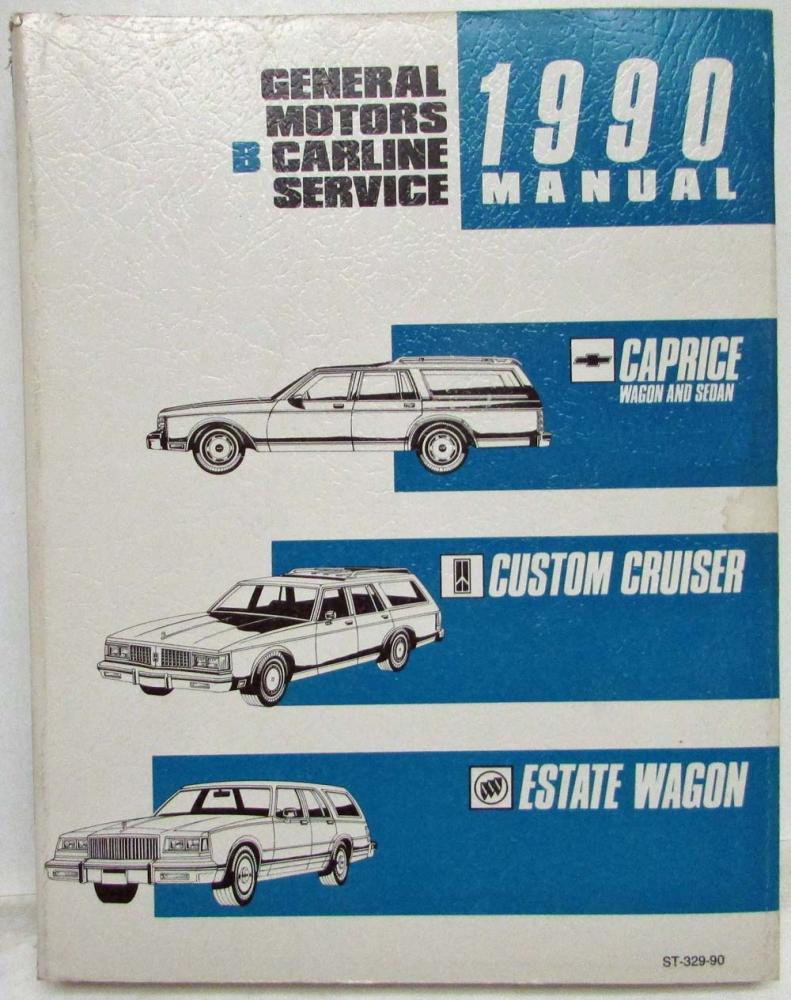 GENERAL
MOTORS
B CARLINE
SERVICE
1990
MANUAL
CAPRICE
WAGON AND SEDAN
CUSTOM CRUISER
ESTATE WAGON
ST-329-90